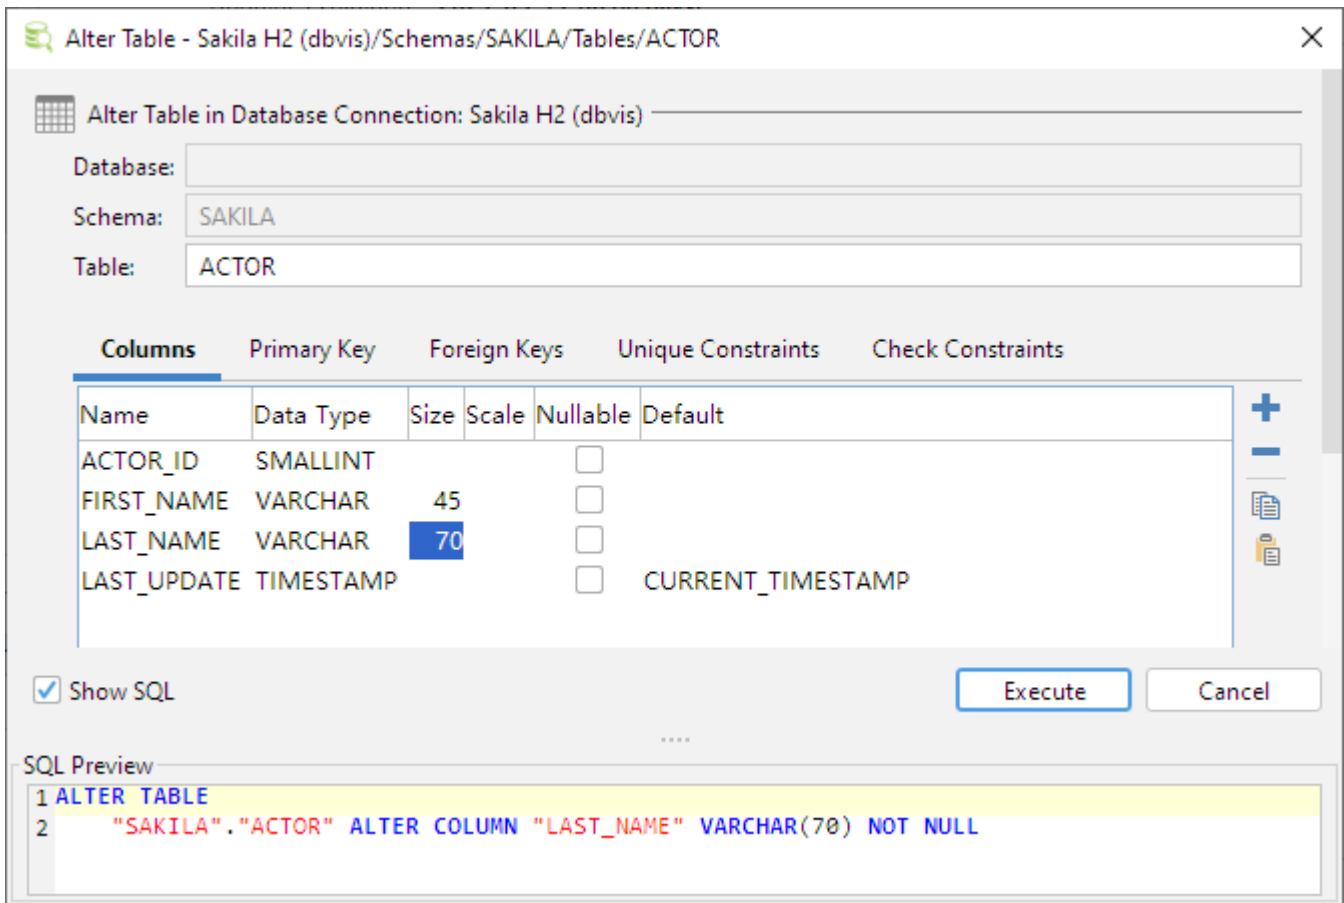 Alter Table - Sakila H2 (dbvis)/Schemas/SAKILA/Tables/ACTOR
Alter Table in Database Connection: Sakila H2 (dbvis)
Database:
Schema: SAKILA
Table: ACTOR
Columns Primary Key Foreign Keys Unique Constraints Check Constraints
Name Data Type Size Scale Nullable Default
ACTOR_ID SMALLINT
FIRST_NAME VARCHAR 45
LAST_NAME VARCHAR 70
LAST_UPDATE TIMESTAMP CURRENT_TIMESTAMP
Show SQL Execute Cancel
SQL Preview
1 ALTER TABLE
2 "SAKILA"."ACTOR" ALTER COLUMN "LAST_NAME" VARCHAR(70) NOT NULL